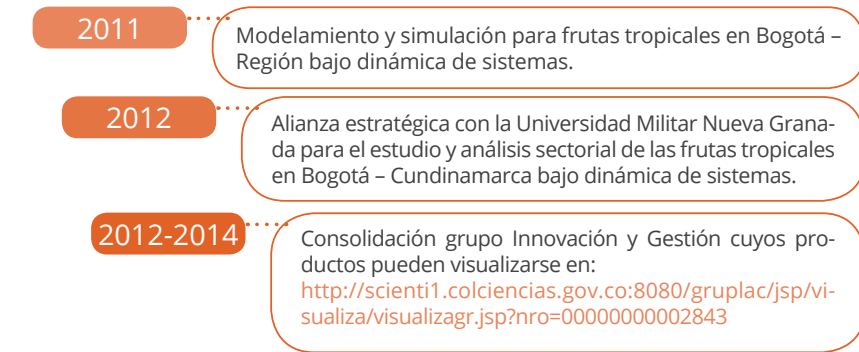 2011
Modelamiento y simulación para frutas tropicales en Bogotá –
Región bajo dinámica de sistemas.
2012
Alianza estratégica con la Universidad Militar Nueva Grana-
da para el estudio y análisis sectorial de las frutas tropicales
en Bogotá – Cundinamarca bajo dinámica de sistemas.
2012-2014
Consolidación grupo Innovación y Gestión cuyos pro-
ductos pueden visualizarse en:
http://scienti1.colciencias.gov.co:8080/gruplac/jsp/vi-
sualiza/visualizagr.jsp?nro=00000000002843